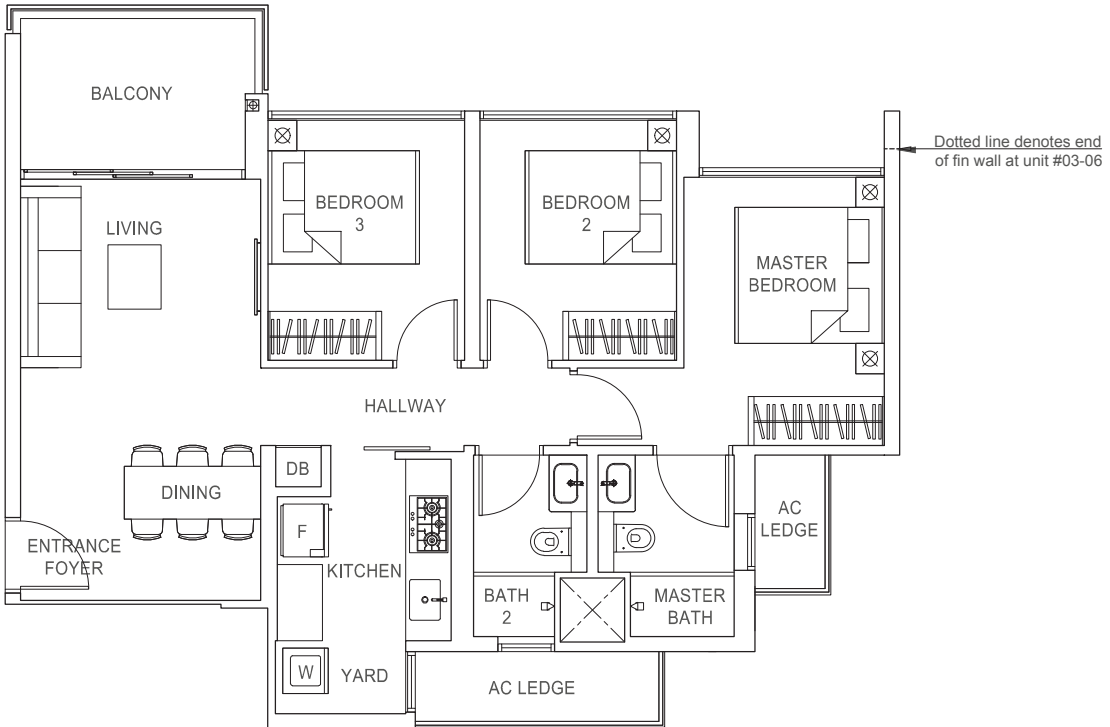 BALCONY
Dotted line denotes end
of fin wall at unit #03-06
BEDROOM
3
BEDROOM
2
LIVING
MASTER
BEDROOM
HALLWAY
DB
DINING
AC
LEDGE
F
ENTRANCE
FOYER
KITCHEN
BATH
2
MASTER
BATH
W
YARD
AC LEDGE